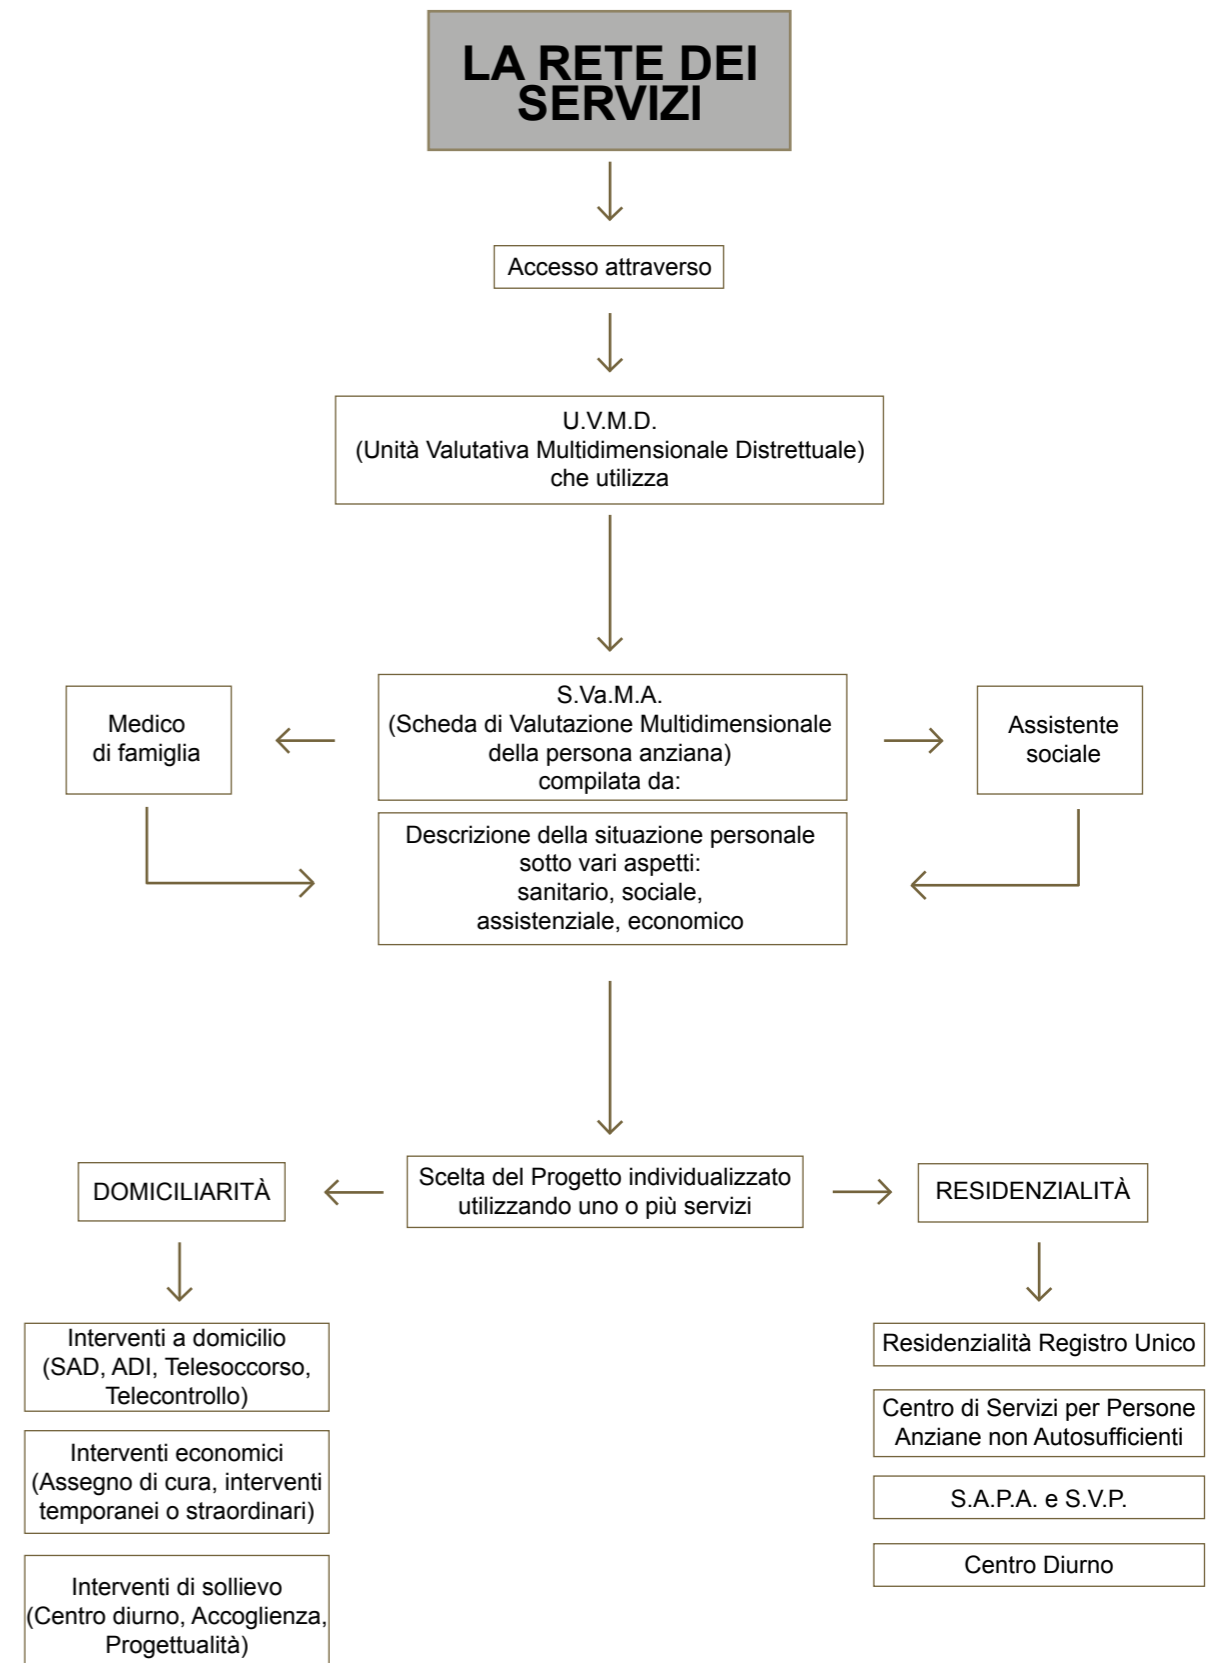 LA RETE DEI
SERVIZI
Accesso attraverso
U.V.M.D.
(Unità Valutativa Multidimensionale Distrettuale)
che utilizza
Medico
di famiglia
S.Va.M.A.
(Scheda di Valutazione Multidimensionale
della persona anziana)
compilata da:
Assistente
sociale
Descrizione della situazione personale
sotto vari aspetti:
sanitario, sociale,
assistenziale, economico
DOMICILIARITÀ
Scelta del Progetto individualizzato
utilizzando uno o più servizi
RESIDENZIALITÀ
Interventi a domicilio
(SAD, ADI, Telesoccorso,
Telecontrollo)
Interventi economici
(Assegno di cura, interventi
temporanei o straordinari)
Interventi di sollievo
(Centro diurno, Accoglienza,
Progettualità)
Residenzialità Registro Unico
Centro di Servizi per Persone
Anziane non Autosufficienti
S.A.P.A. e S.V.P.
Centro Diurno